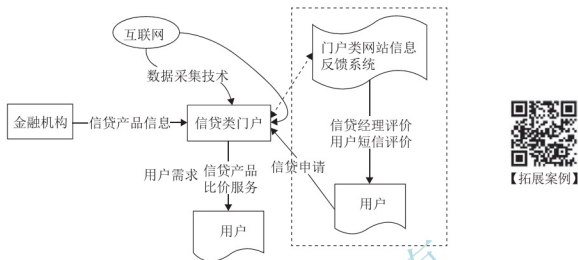 互联网
门户类网站信息
反馈系统
数据采集技术
金融机构
信贷产品信息
信贷类门户
信贷经理评价
用户短信评价
用户需求
信贷产品
比价服务
信贷申请
用户
用户
【拓展案例】